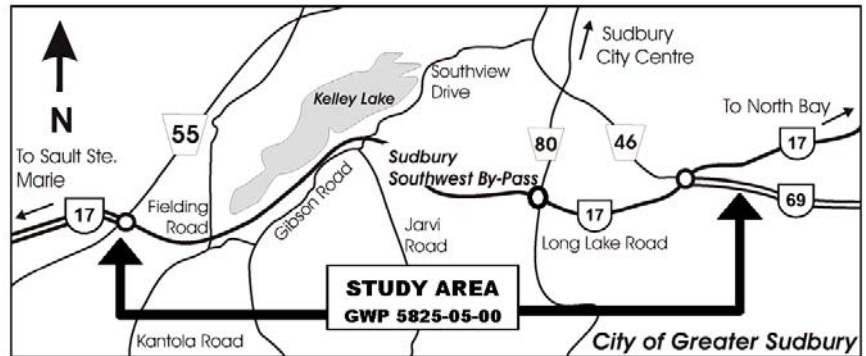 N
To Sault Ste.
Marie
17
55
Fielding
Road
Kantola Road
Kelley Lake
Gibson Road
Southview
Drive
Sudbury
Southwest By-Pass
Jarvi
Road
Sudbury
City Centre
80
46
17
Long Lake Road
To North Bay
17
69
STUDY AREA
GWP 5825-05-00
City of Greater Sudbury